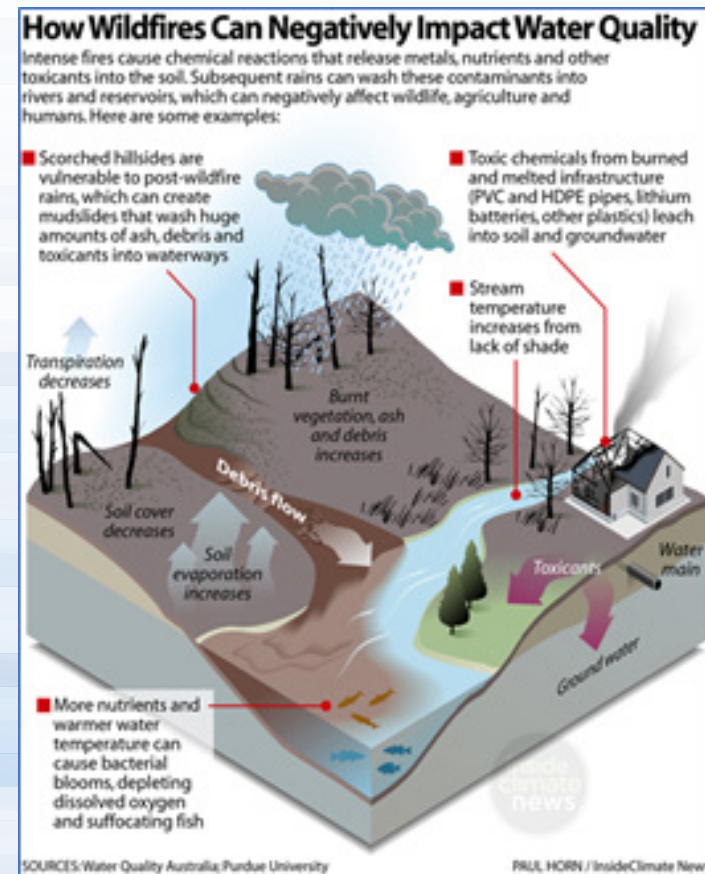 How Wildfires Can Negatively Impact Water Quality
Intense fires cause chemical reactions that release metals, nutrients and other
toxicants into the soil. Subsequent rains can wash these contaminants into
rivers and reservoirs, which can negatively affect wildlife, agriculture and
humans. Here are some examples:
Scorched hillsides are
vulnerable to post-wildfire
rains, which can create
mudslides that wash huge
amounts of ash, debris and
toxicants into waterways
Toxic chemicals from burned
and melted infrastructure
(PVC and HDPE pipes, lithium
batteries, other plastics) leach
into soil and groundwater
Stream
temperature
increases from
lack of shade
Transpiration
decreases
Burnt
vegetation, ash
and debris
increases
Debris flow
Soil cover
decreases
Soil
evaporation
increases
Toxicants
Water
main
Ground water
More nutrients and
warmer water
temperature can
cause bacterial
blooms, depleting
dissolved oxygen
and suffocating fish
inside
climate
news
SOURCES: Water Quality Australia; Purdue University
PAUL HORN / InsideClimate New